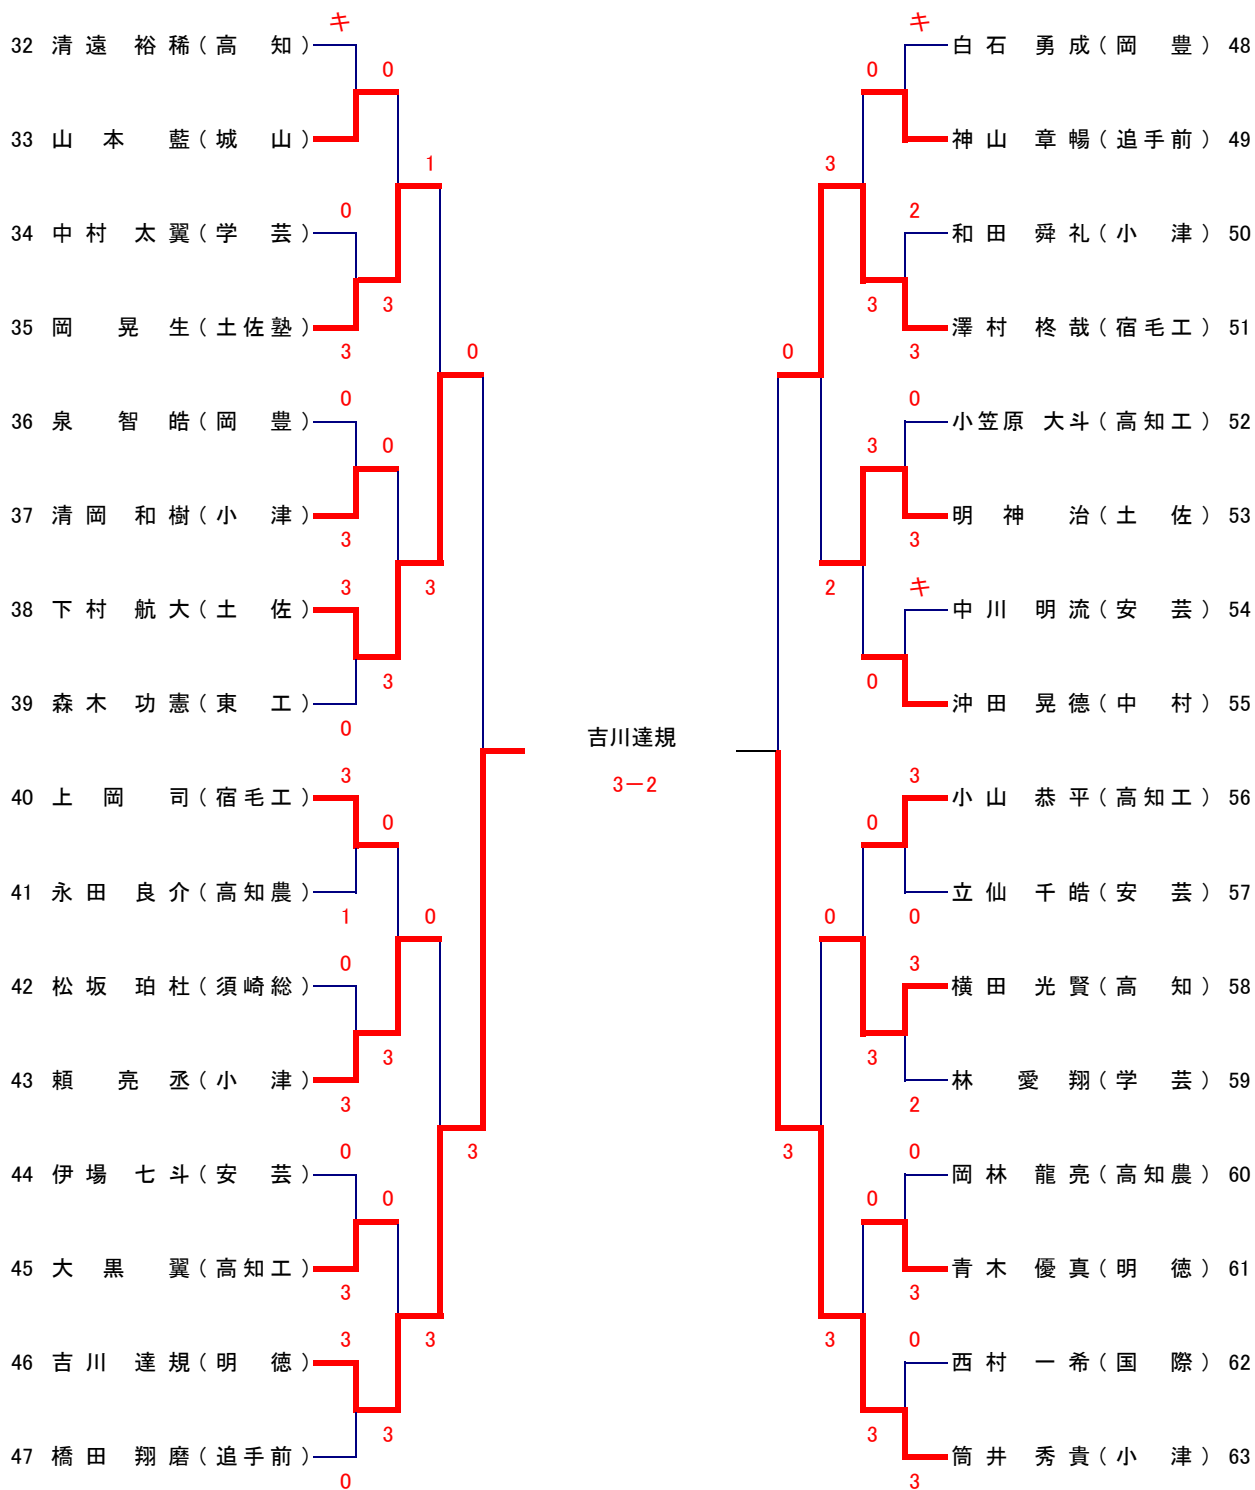 キ
32 清遠 裕稀(高 知)
0
33 山本 藍(城 山)
1
0
34 中村 太翼(学 芸)
3
35 岡 晃生(土佐塾)
3
0
0
36 泉 智皓(岡 豊)
0
37 清岡 和樹(小 津)
3
3
3
38 下村 航大(土 佐)
3
39 森木 功憲(東 工)
0
3
40 上岡 司(宿毛工)
0
41 永田 良介(高知農)
1
0
0
42 松坂 珀杜(須崎総)
3
43 頼 亮丞(小 津)
3
0
3
44 伊場 七斗(安 芸)
0
45 大黒 翼(高知工)
3
3
3
46 吉川 達規(明 徳)
3
47 橋田 翔磨(追手前)
0
吉川達規
3-2
キ
白石 勇成(岡 豊) 48
0
神山 章暢(追手前) 49
3
2
和田 舜礼(小 津) 50
3
澤村 柊哉(宿毛工) 51
3
0
0
小笠原 大斗(高知工) 52
3
明神 治(土 佐) 53
3
2
キ
中川 明流(安 芸) 54
0
沖田 晃德(中 村) 55
3
小山 恭平(高知工) 56
0
立仙 千皓(安 芸) 57
0
0
3
横田 光賢(高 知) 58
3
林 愛翔(学 芸) 59
2
3
0
岡林 龍亮(高知農) 60
0
青木 優真(明 徳) 61
3
3
0
西村 一希(国 際) 62
3
筒井 秀貴(小 津) 63
3